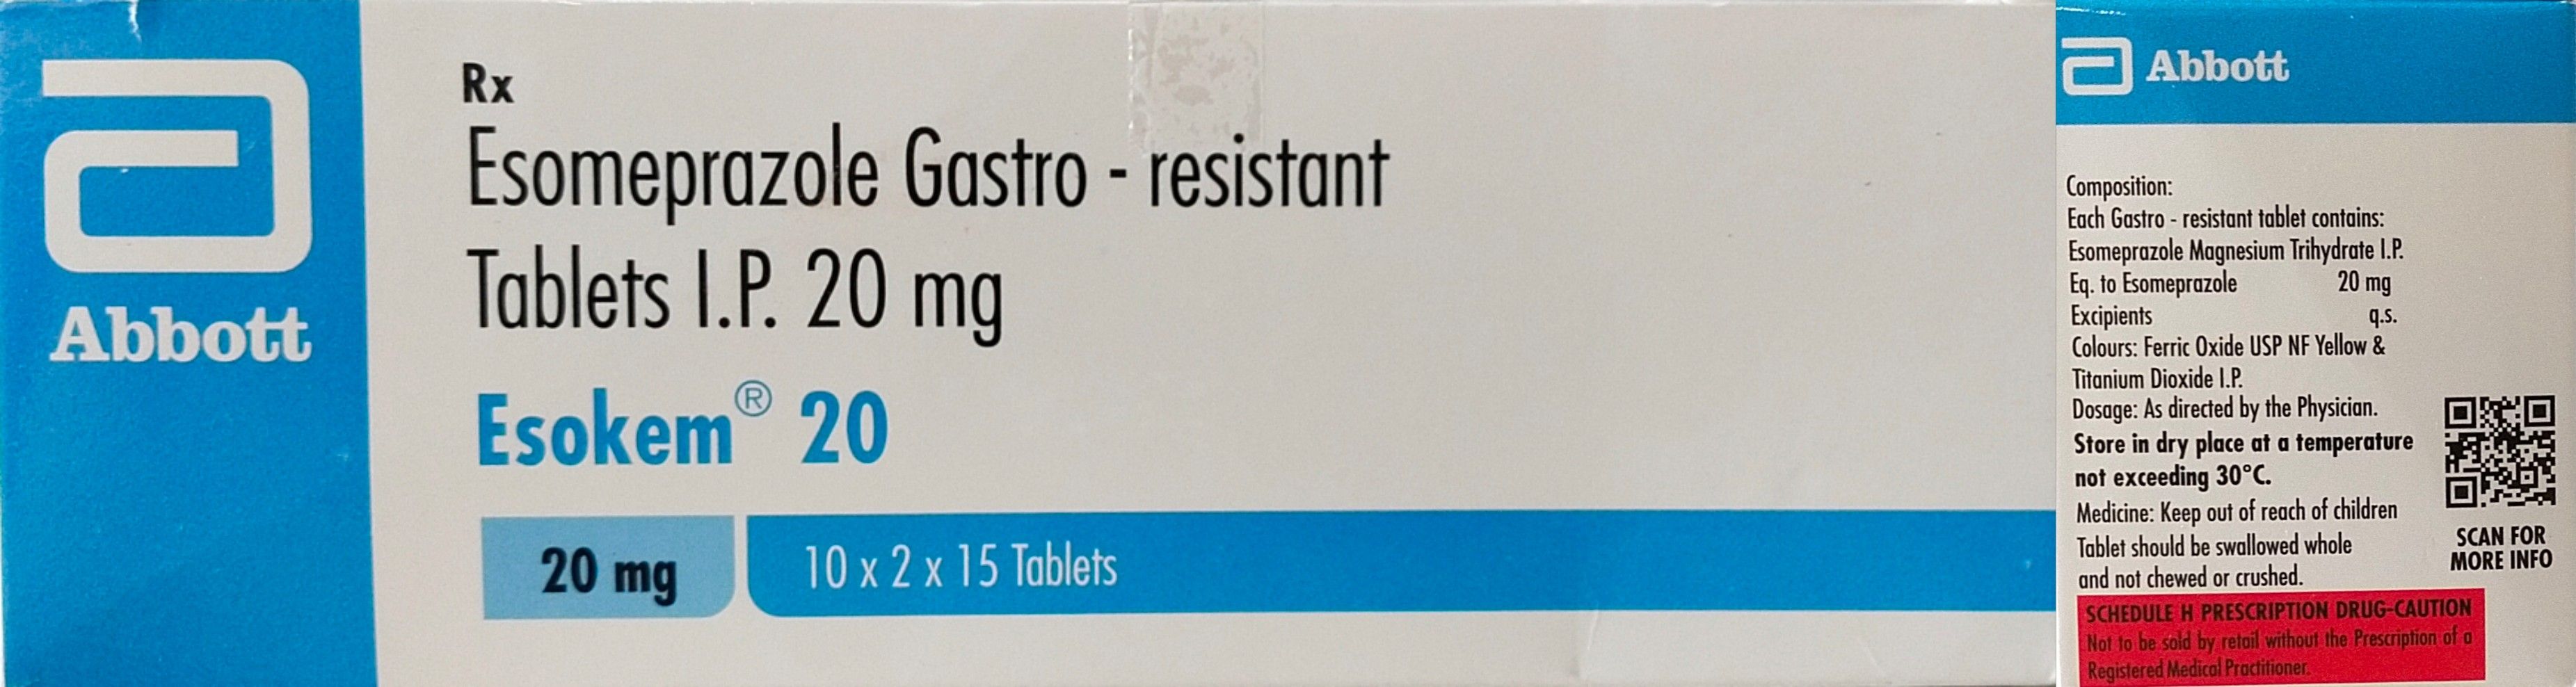 Abbott
Rx
Esomeprazole Gastro - resistant
Tablets I.P. 20 mg
Esokem® 20
20 mg
10 x 2 x 15 Tablets
Abbott
Composition:
Each Gastro - resistant tablet contains:
Esomeprazole Magnesium Trihydrate I.P.
Eq. to Esomeprazole 20 mg
Excipients q.s.
Colours: Ferric Oxide USP NF Yellow &
Titanium Dioxide I.P.
Dosage: As directed by the Physician.
Store in dry place at a temperature
not exceeding 30°C.
Medicine: Keep out of reach of children
Tablet should be swallowed whole
and not chewed or crushed.
SCAN FOR
MORE INFO
SCHEDULE H PRESCRIPTION DRUG-CAUTION
Not to be sold by retail without the Prescription of a
Registered Medical Practitioner.